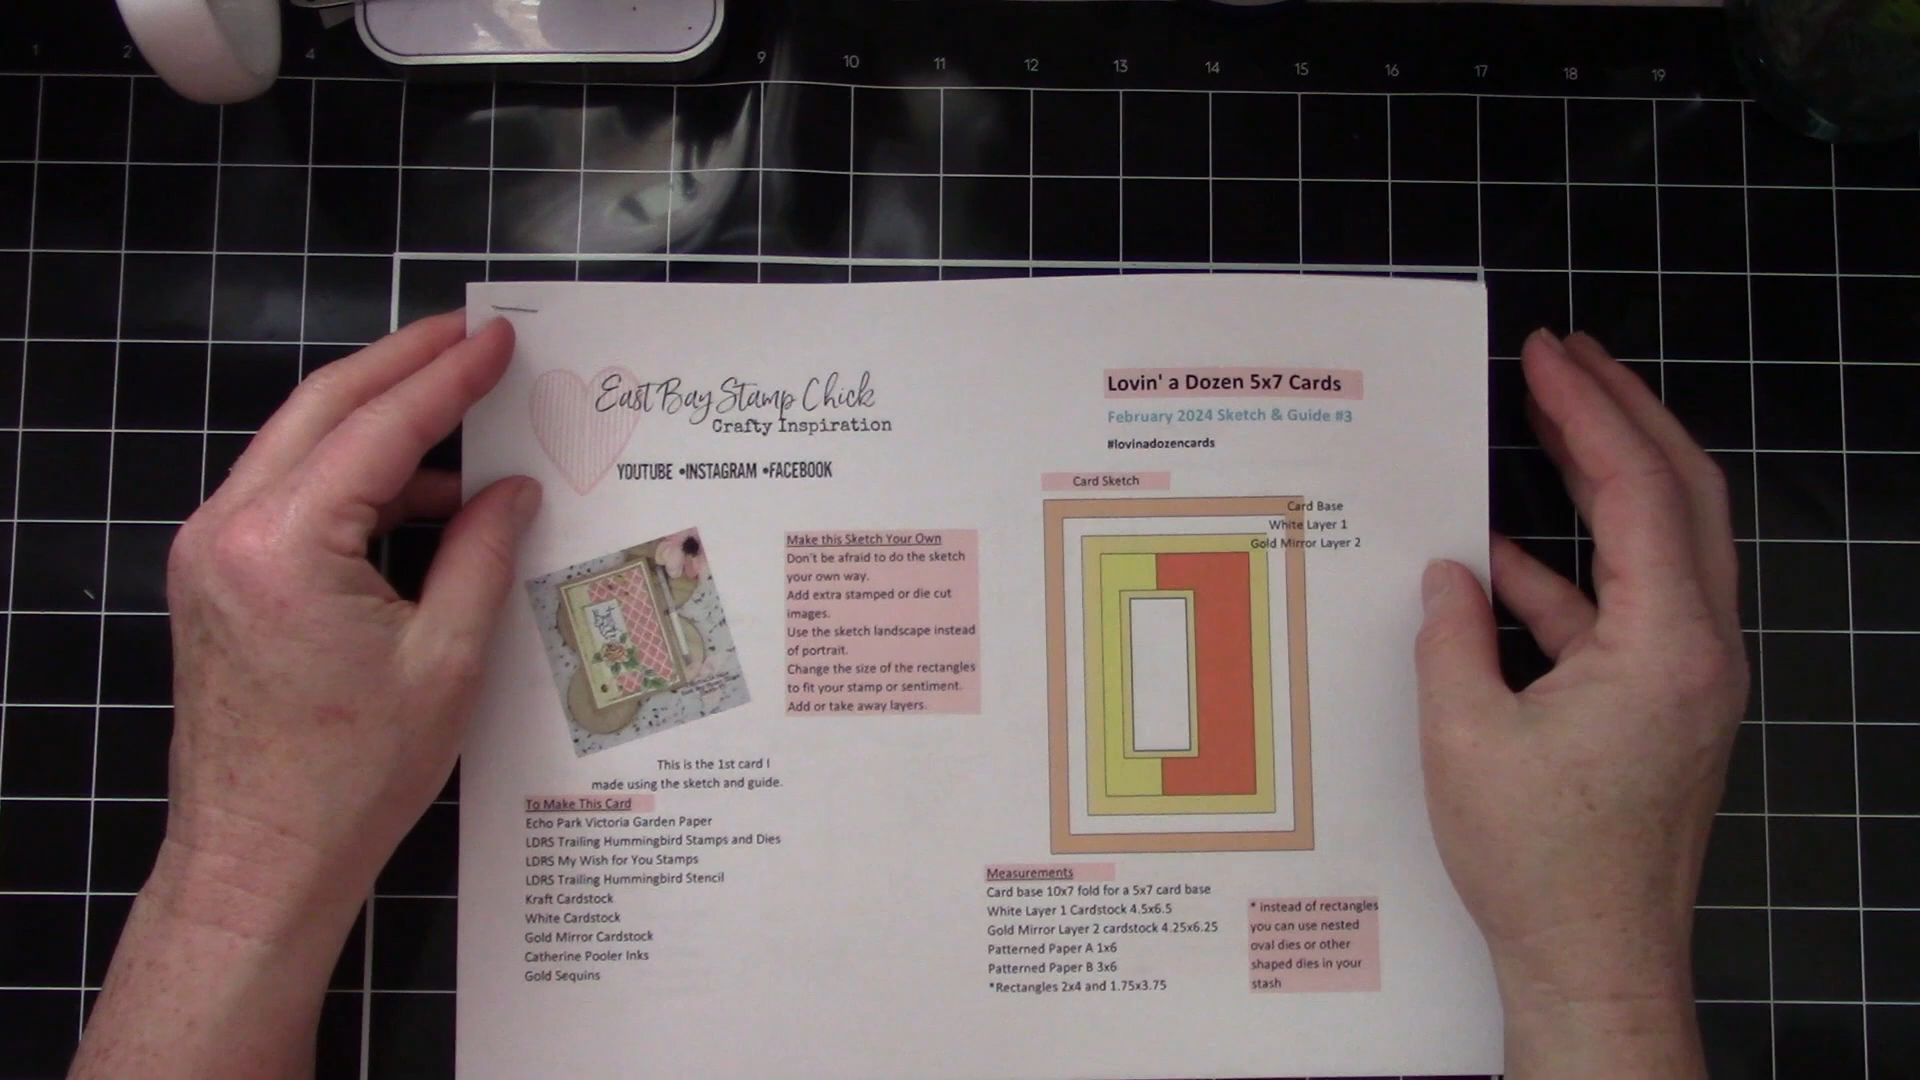 1 2 4 9 10 11 12 13 14 15 16 17 18 19
East Bay Stamp Chick
Crafty Inspiration
YOUTUBE •INSTAGRAM •FACEBOOK
Lovin' a Dozen 5x7 Cards
February 2024 Sketch & Guide #3
#lovinadozencards
Card Sketch
Card Base
White Layer 1
Gold Mirror Layer 2
Make this Sketch Your Own
Don't be afraid to do the sketch
your own way.
Add extra stamped or die cut
images.
Use the sketch landscape instead
of portrait.
Change the size of the rectangles
to fit your stamp or sentiment.
Add or take away layers.
This is the 1st card I
made using the sketch and guide.
To Make This Card
Echo Park Victoria Garden Paper
LDRS Trailing Hummingbird Stamps and Dies
LDRS My Wish for You Stamps
LDRS Trailing Hummingbird Stencil
Kraft Cardstock
White Cardstock
Gold Mirror Cardstock
Catherine Pooler Inks
Gold Sequins
Measurements
Card base 10x7 fold for a 5x7 card base
White Layer 1 Cardstock 4.5x6.5
Gold Mirror Layer 2 cardstock 4.25x6.25
Patterned Paper A 1x6
Patterned Paper B 3x6
*Rectangles 2x4 and 1.75x3.75
* instead of rectangles
you can use nested
oval dies or other
shaped dies in your
stash